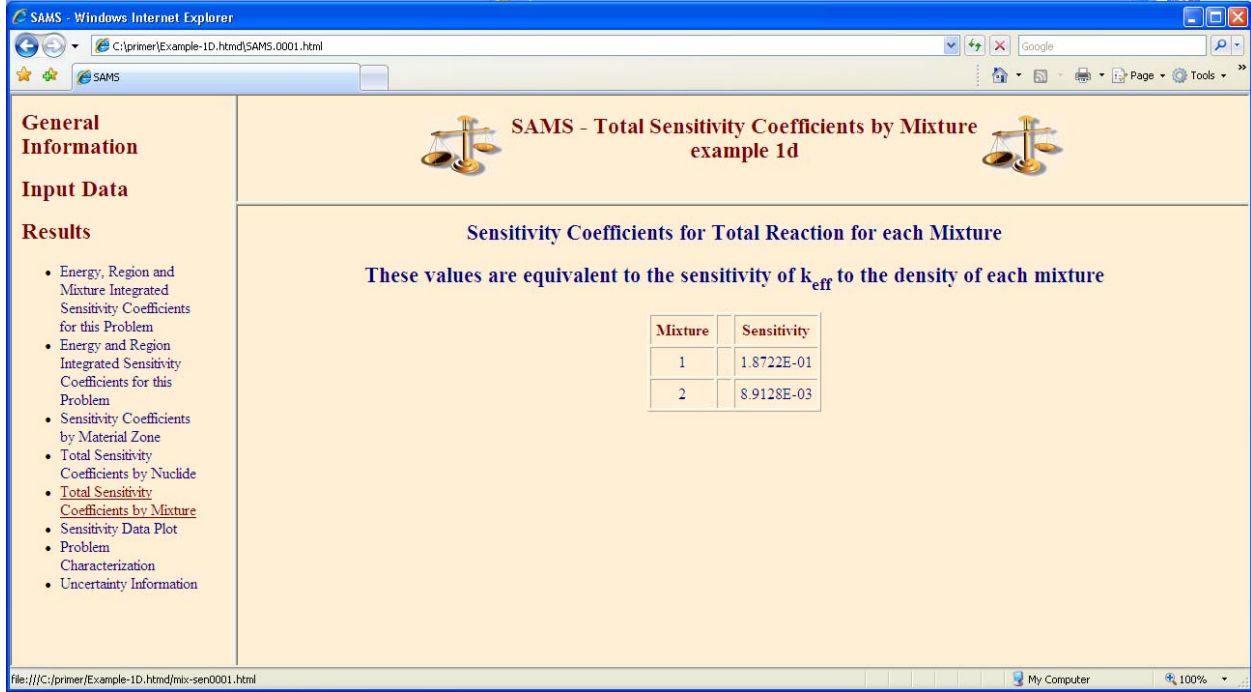 SAMS - Windows Internet Explorer
C:\primer\Example-1D.htmd\SAMS.0001.html
Google
SAMS
Page
Tools
»
General
Information
Input Data
Results
• Energy, Region and
Mixture Integrated
Sensitivity Coefficients
for this Problem
• Energy and Region
Integrated Sensitivity
Coefficients for this
Problem
• Sensitivity Coefficients
by Material Zone
• Total Sensitivity
Coefficients by Nuclide
• Total Sensitivity
Coefficients by Mixture
• Sensitivity Data Plot
• Problem
Characterization
• Uncertainty Information
SAMS - Total Sensitivity Coefficients by Mixture
example 1d
Sensitivity Coefficients for Total Reaction for each Mixture
These values are equivalent to the sensitivity of keff to the density of each mixture
Mixture Sensitivity
1 1.8722E-01
2 8.9128E-03
file:///C:/primer/Example-1D.htmd/mix-sen0001.html
My Computer
100%